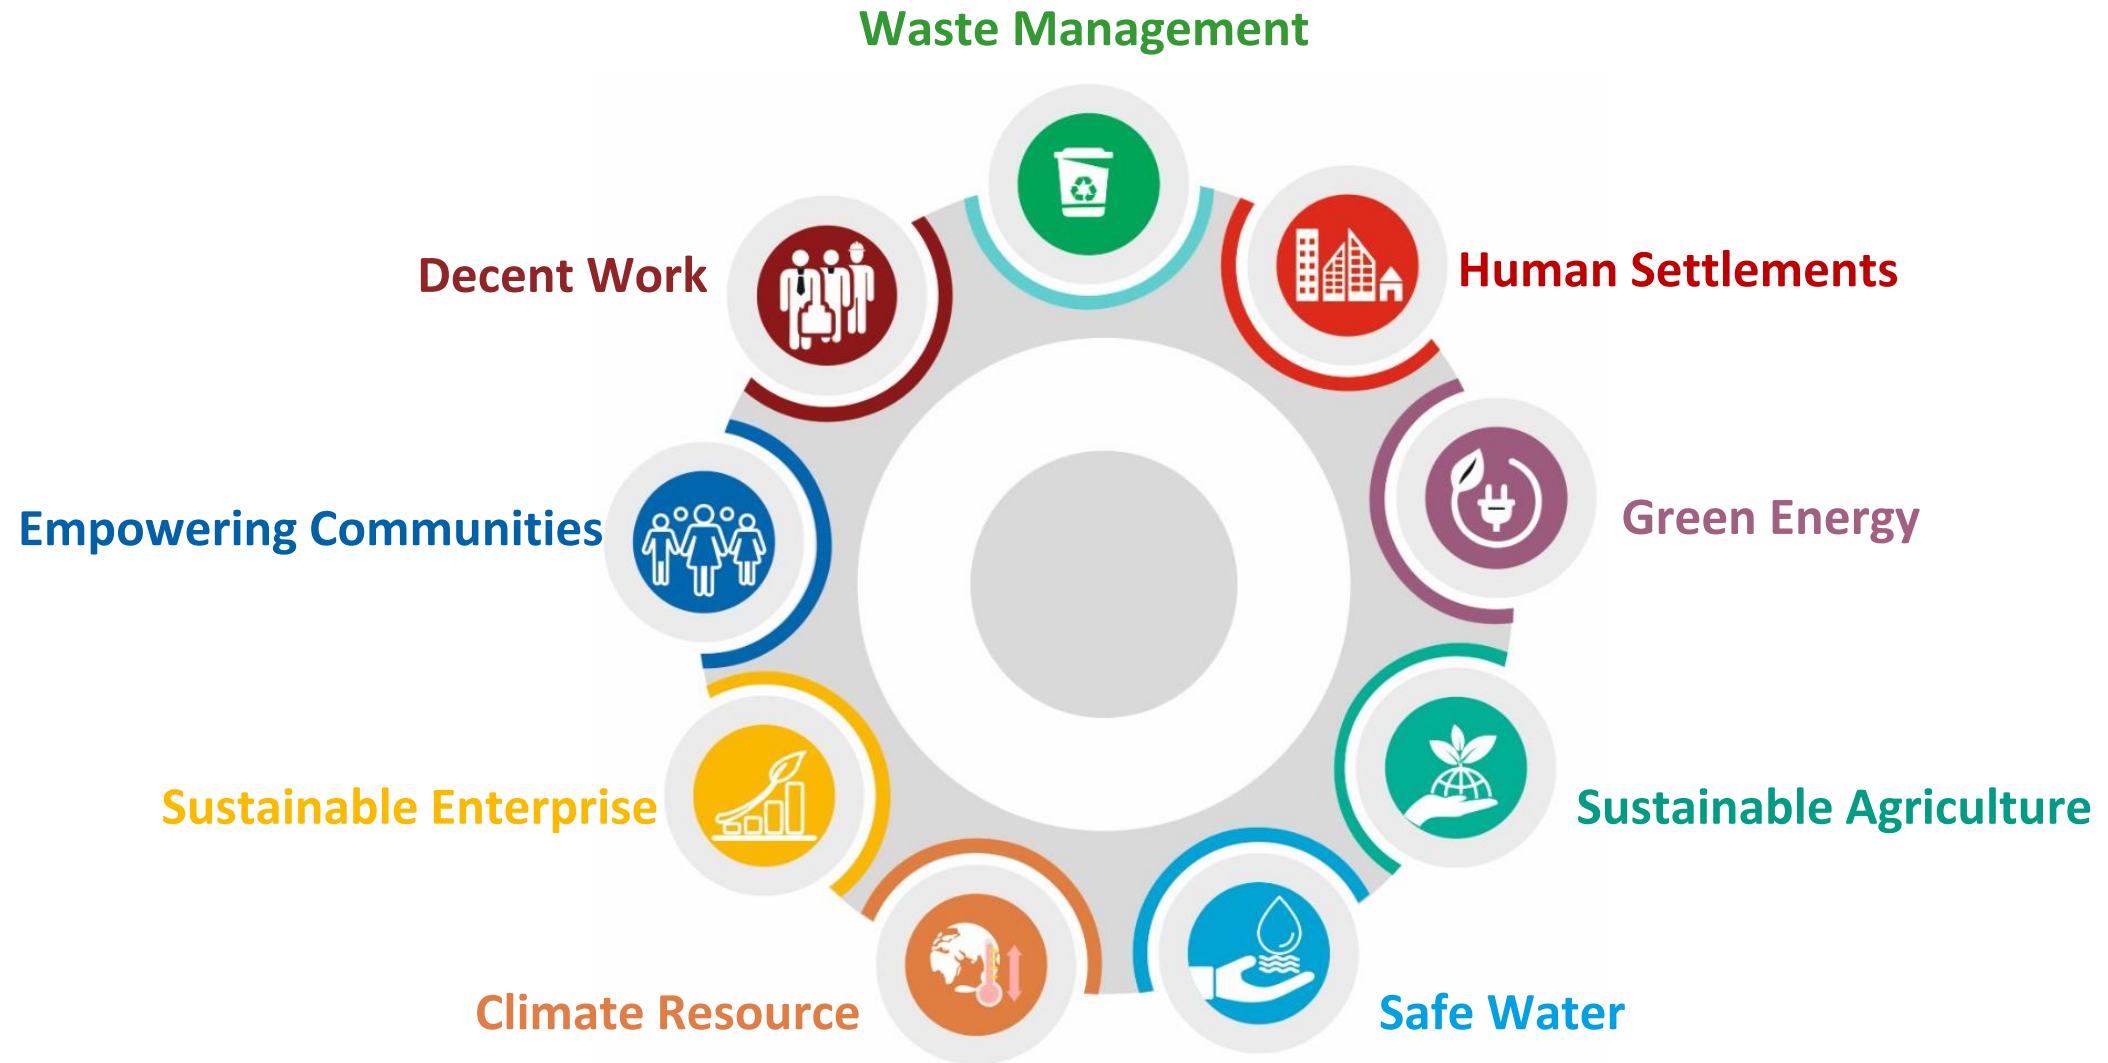 Waste Management
Decent Work
Human Settlements
Empowering Communities
Green Energy
Sustainable Enterprise
Sustainable Agriculture
Climate Resource
Safe Water